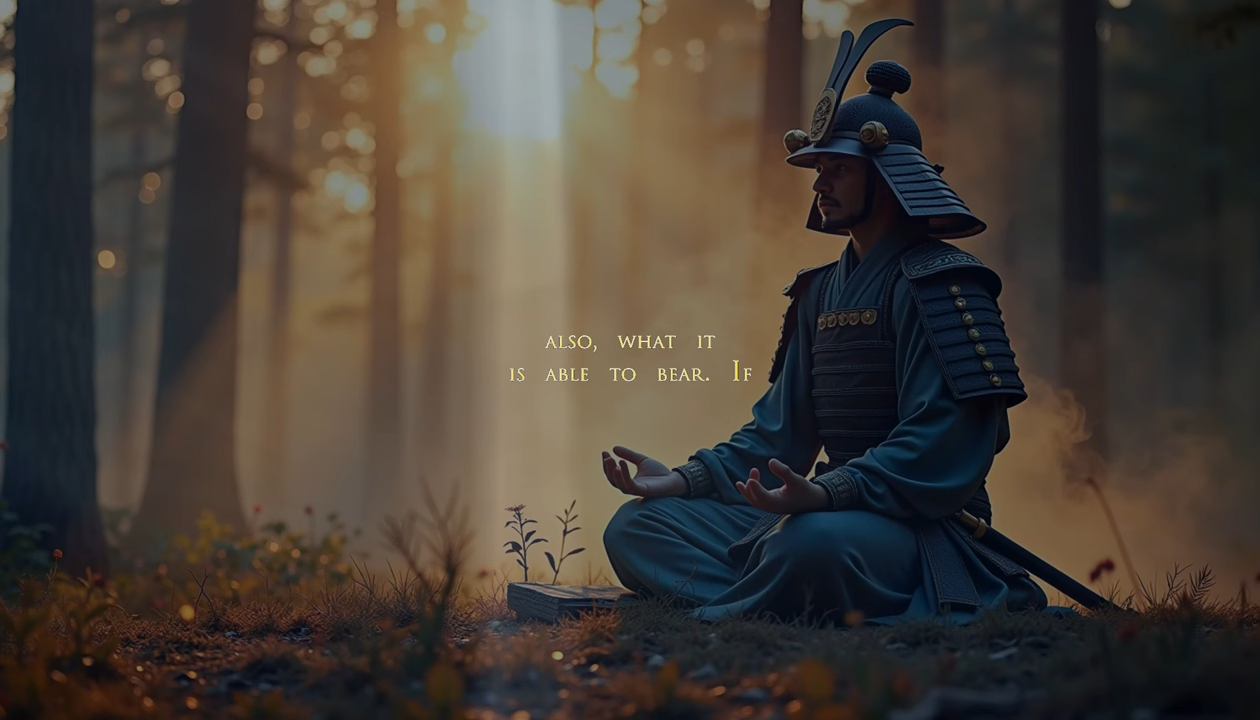 also, what it
is able to bear. If